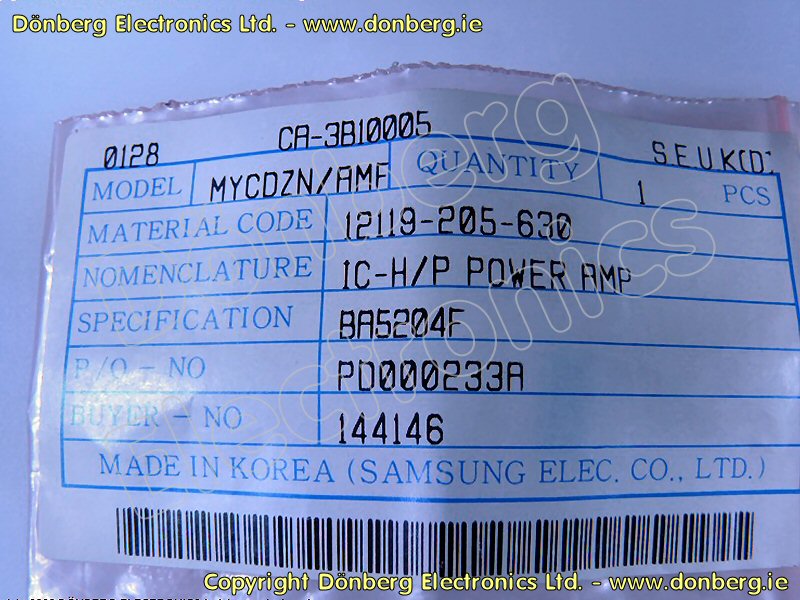 Dönberg Electronics Ltd. - www.donberg.ie
0128 CA-3B10005 S.E.U.K(D)
MODEL MYCDZN/AMF QUANTITY 1 PCS
MATERIAL CODE 12119-205-630
NOMENCLATURE IC-H/P POWER AMP
SPECIFICATION BA5204F
P/O - NO PD000233A
BUYER - NO 144146
MADE IN KOREA (SAMSUNG ELEC. CO., LTD.)
Dönberg
Electronics
Copyright Dönberg Electronics Ltd. - www.donberg.ie